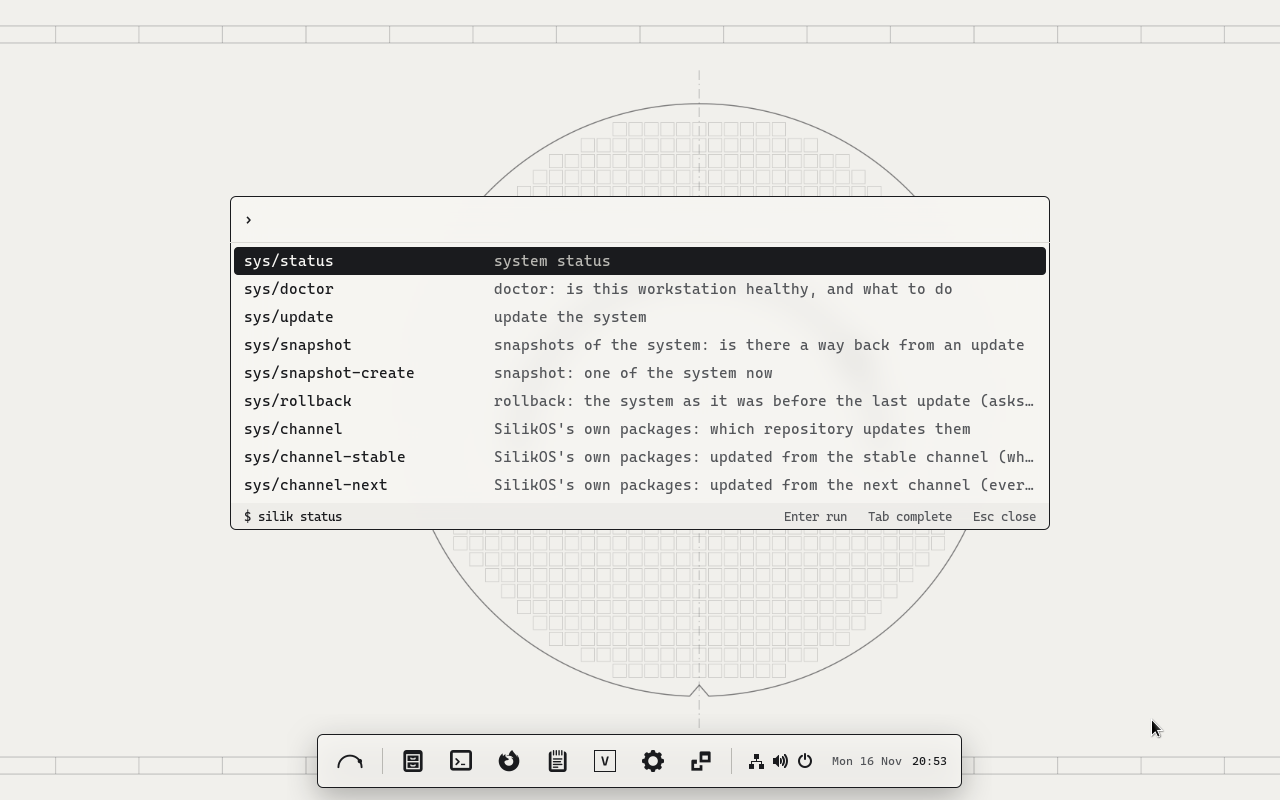 ›
sys/status system status
sys/doctor doctor: is this workstation healthy, and what to do
sys/update update the system
sys/snapshot snapshots of the system: is there a way back from an update
sys/snapshot-create snapshot: one of the system now
sys/rollback rollback: the system as it was before the last update (asks…
sys/channel SilikOS's own packages: which repository updates them
sys/channel-stable SilikOS's own packages: updated from the stable channel (wh…
sys/channel-next SilikOS's own packages: updated from the next channel (ever…
$ silik status Enter run Tab complete Esc close
V Mon 16 Nov 20:53